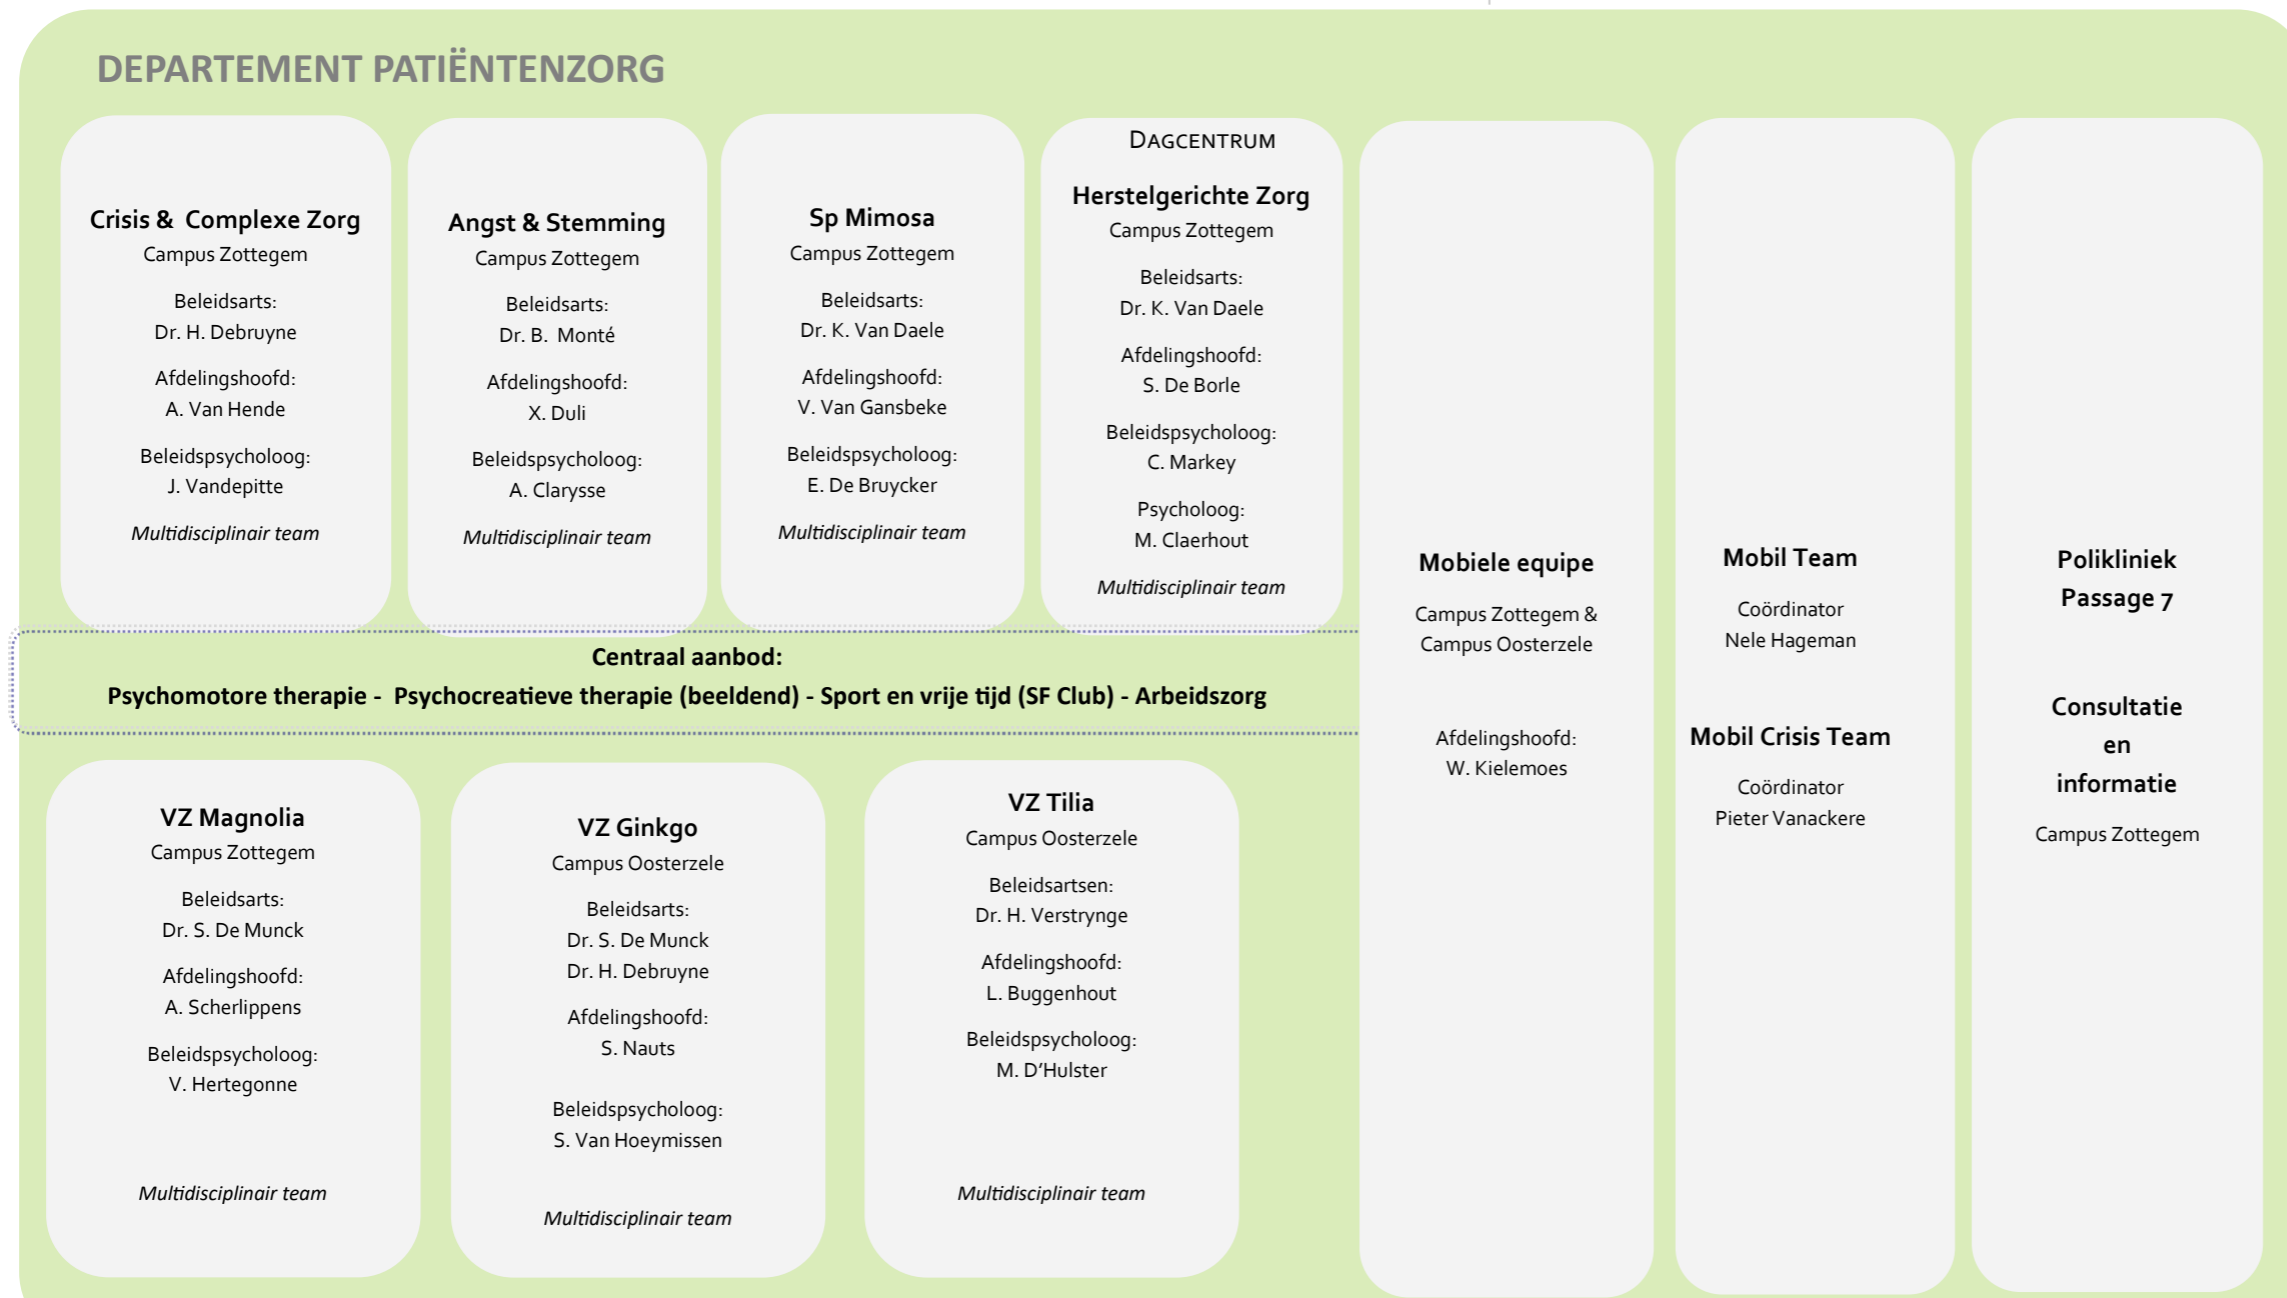 DEPARTEMENT PATIËNTENZORG
Crisis &  Complexe Zorg
Campus Zottegem
Beleidsarts:
Dr. H. Debruyne
Afdelingshoofd:
A. Van Hende
Beleidspsycholoog:
J. Vandepitte
Multidisciplinair team
Angst & Stemming
Campus Zottegem
Beleidsarts:
Dr. B.  Monté
Afdelingshoofd:
X. Duli
Beleidspsycholoog:
A. Clarysse
Multidisciplinair team
Sp Mimosa
Campus Zottegem
Beleidsarts:
Dr. K. Van Daele
Afdelingshoofd:
V. Van Gansbeke
Beleidspsycholoog:
E. De Bruycker
Multidisciplinair team
DAGCENTRUM
Herstelgerichte Zorg
Campus Zottegem
Beleidsarts:
Dr. K. Van Daele
Afdelingshoofd:
S. De Borle
Beleidspsycholoog:
C. Markey
Psycholoog:
M. Claerhout
Multidisciplinair team
Centraal aanbod:
Psychomotore therapie -  Psychocreatieve therapie (beeldend) - Sport en vrije tijd (SF Club) - Arbeidszorg
VZ Magnolia
Campus Zottegem
Beleidsarts:
Dr. S. De Munck
Afdelingshoofd:
A. Scherlippens
Beleidspsycholoog:
V. Hertegonne
Multidisciplinair team
VZ Ginkgo
Campus Oosterzele
Beleidsarts:
Dr. S. De Munck
Dr. H. Debruyne
Afdelingshoofd:
S. Nauts
Beleidspsycholoog:
S. Van Hoeymissen
Multidisciplinair team
VZ Tilia
Campus Oosterzele
Beleidsartsen:
Dr. H. Verstrynge
Afdelingshoofd:
L. Buggenhout
Beleidspsycholoog:
M. D’Hulster
Multidisciplinair team
Mobiele equipe
Campus Zottegem &
Campus Oosterzele
Afdelingshoofd:
W. Kielemoes
Mobil Team
Coördinator
Nele Hageman
Mobil Crisis Team
Coördinator
Pieter Vanackere
Polikliniek
Passage 7
Consultatie
en
informatie
Campus Zottegem